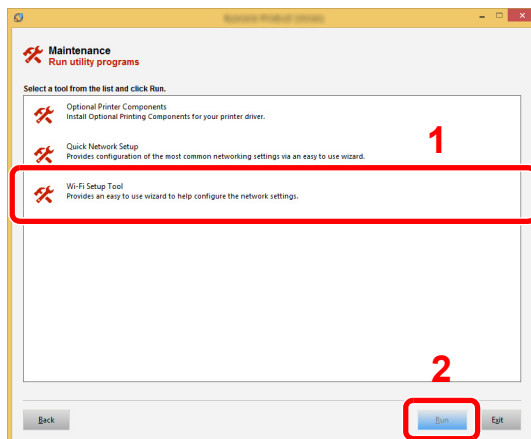 Maintenance
Run utility programs
Select a tool from the list and click Run.
Optional Printer Components
Install Optional Printing Components for your printer driver.
1
Quick Network Setup
Provides configuration of the most common networking settings via an easy to use wizard.
Wi-Fi Setup Tool
Provides an easy to use wizard to help configure the network settings.
2
Back
Run
Exit